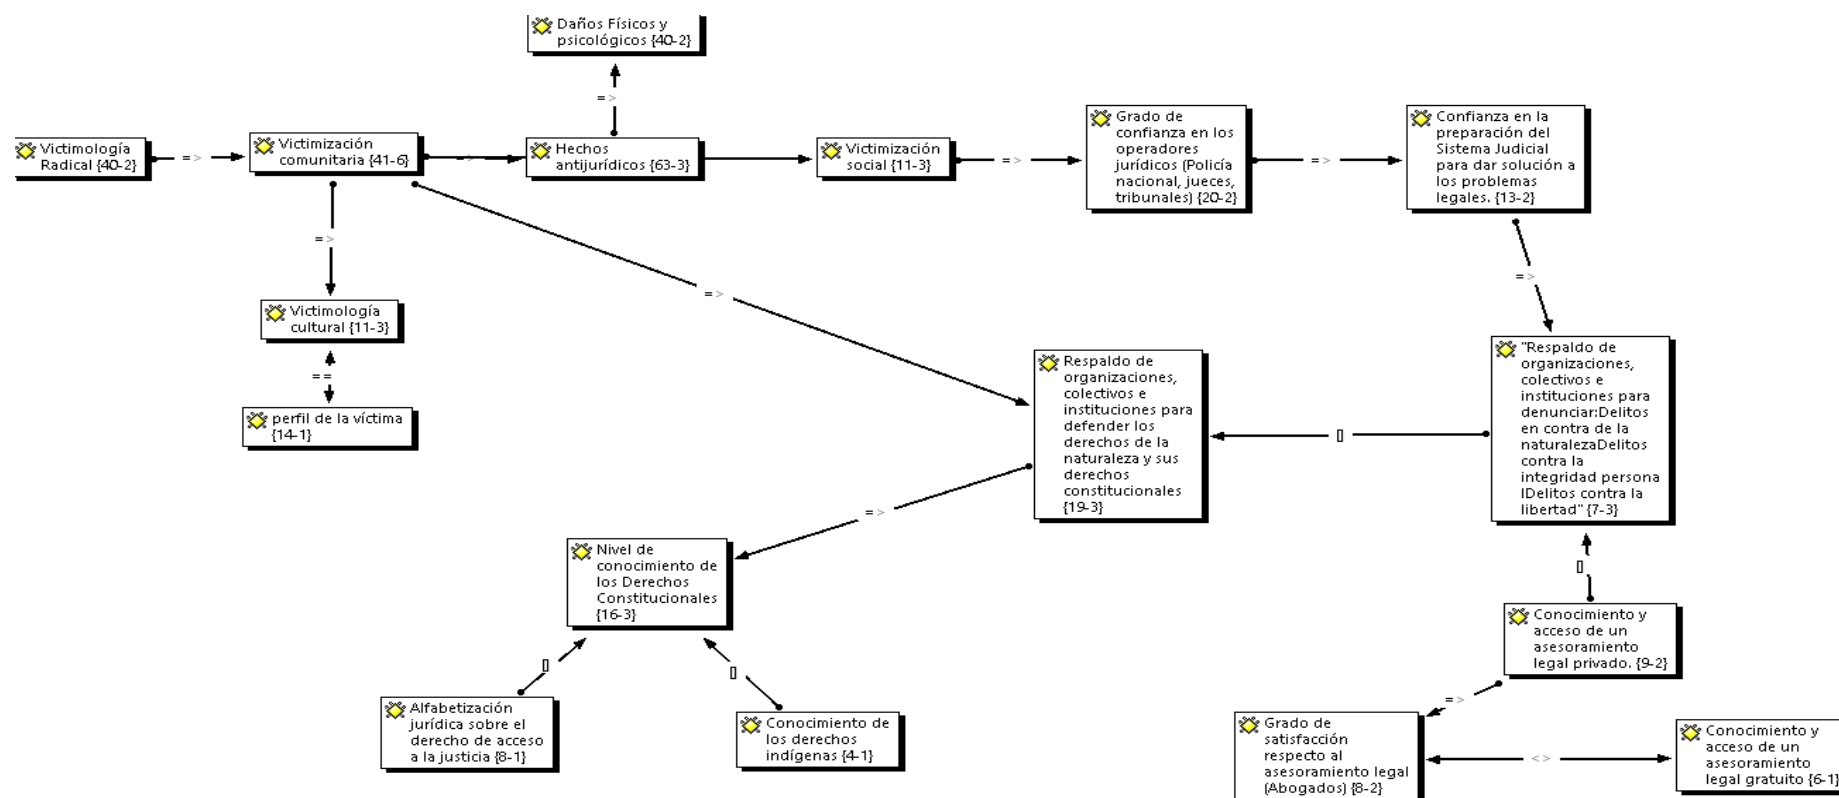 Daños Físicos y
psicológicos {40-2}
=>
Victimología
Radical {40-2}
=>
Victimización
comunitaria {41-6}
=>
Hechos
antijurídicos {63-3}
Victimización
social {11-3}
=>
Grado de
confianza en los
operadores
jurídicos (Policía
nacional, jueces,
tribunales) {20-2}
=>
Confianza en la
preparación del
Sistema Judicial
para dar solución a
los problemas
legales. {13-2}
=>
=>
=>
Victimología
cultural {11-3}
==
perfil de la víctima
{14-1}
Respaldo de
organizaciones,
colectivos e
instituciones para
defender los
derechos de la
naturaleza y sus
derechos
constitucionales
{19-3}
[]
"Respaldo de
organizaciones,
colectivos e
instituciones para
denunciar:Delitos
en contra de la
naturalezaDelitos
contra la
integridad persona
lDelitos contra la
libertad" {7-3}
=>
[]
Nivel de
conocimiento de
los Derechos
Constitucionales
{16-3}
[]
[]
Alfabetización
jurídica sobre el
derecho de acceso
a la justicia {8-1}
Conocimiento de
los derechos
indígenas {4-1}
Conocimiento y
acceso de un
asesoramiento
legal privado. {9-2}
=>
Grado de
satisfacción
respecto al
asesoramiento legal
(Abogados) {8-2}
<>
Conocimiento y
acceso de un
asesoramiento
legal gratuito {6-1}